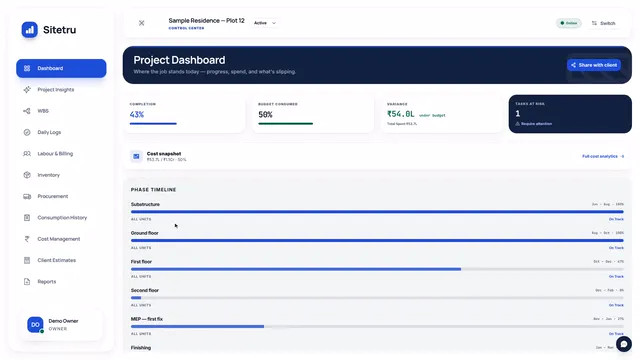 Sitetru
Dashboard
Project Insights
WBS
Daily Logs
Labour & Billing
Inventory
Procurement
Consumption History
Cost Management
Client Estimates
Reports
DO
Demo Owner
OWNER
Sample Residence – Plot 12
CONTROL CENTER
Active
Online
Switch
Project Dashboard
Where the job stands today — progress, spend, and what's slipping.
Share with client
COMPLETION
43%
BUDGET CONSUMED
50%
VARIANCE
₹54.0L under budget
TASKS AT RISK
1
Require attention
Cost snapshot
Full cost analytics
PHASE TIMELINE
Substructure
ALL UNITS
On Track
Ground floor
ALL UNITS
On Track
First floor
ALL UNITS
On Track
Second floor
ALL UNITS
On Track
MEP — first fix
ALL UNITS
On Track
Finishing